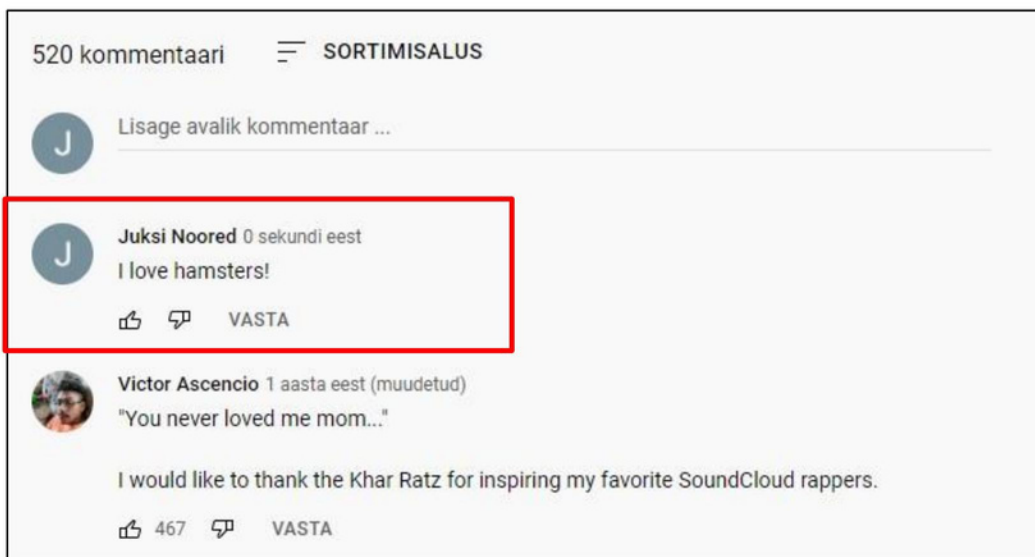 520 kommentaari SORTIMISALUS
J
Lisage avalik kommentaar ...
J
Juksi Noored 0 sekundi eest
I love hamsters!
VASTA
Victor Ascencio 1 aasta eest (muudetud)
"You never loved me mom..."
I would like to thank the Khar Ratz for inspiring my favorite SoundCloud rappers.
467 VASTA